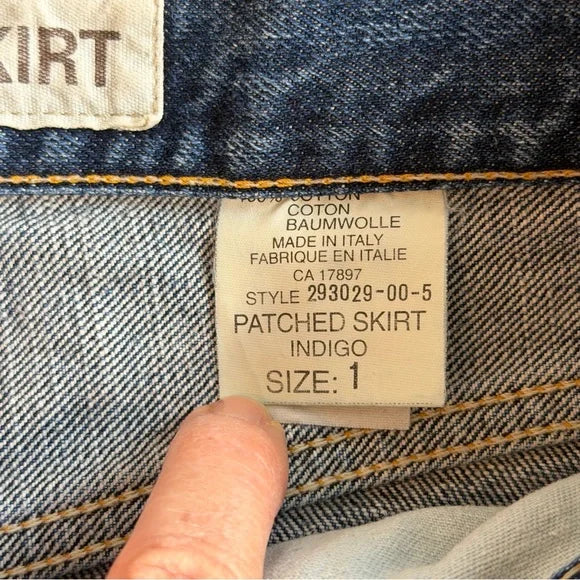 KIRT
COTTON
COTON
BAUMWOLLE
MADE IN ITALY
FABRIQUE EN ITALIE
CA 17897
STYLE 293029-00-5
PATCHED SKIRT
INDIGO
SIZE: 1